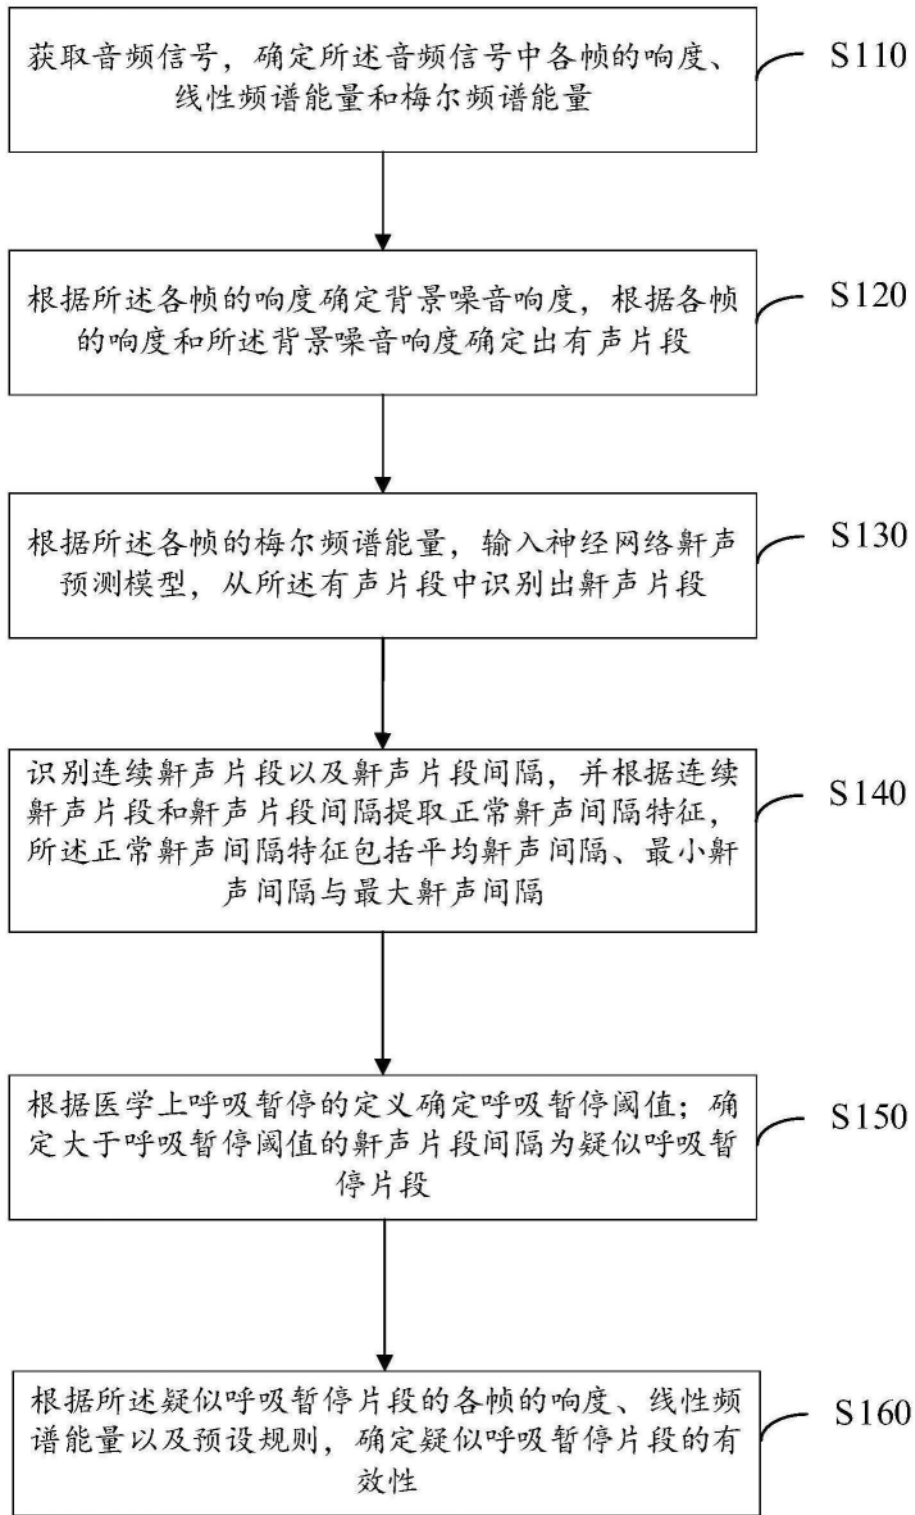 获取音频信号，确定所述音频信号中各帧的响度、
线性频谱能量和梅尔频谱能量
S110
根据所述各帧的响度确定背景噪音响度，根据各帧
的响度和所述背景噪音响度确定出有声片段
S120
根据所述各帧的梅尔频谱能量，输入神经网络鼾声
预测模型，从所述有声片段中识别出鼾声片段
S130
识别连续鼾声片段以及鼾声片段间隔，并根据连续
鼾声片段和鼾声片段间隔提取正常鼾声间隔特征，
所述正常鼾声间隔特征包括平均鼾声间隔、最小鼾
声间隔与最大鼾声间隔
S140
根据医学上呼吸暂停的定义确定呼吸暂停阈值；确
定大于呼吸暂停阈值的鼾声片段间隔为疑似呼吸暂
停片段
S150
根据所述疑似呼吸暂停片段的各帧的响度、线性频
谱能量以及预设规则，确定疑似呼吸暂停片段的有
效性
S160